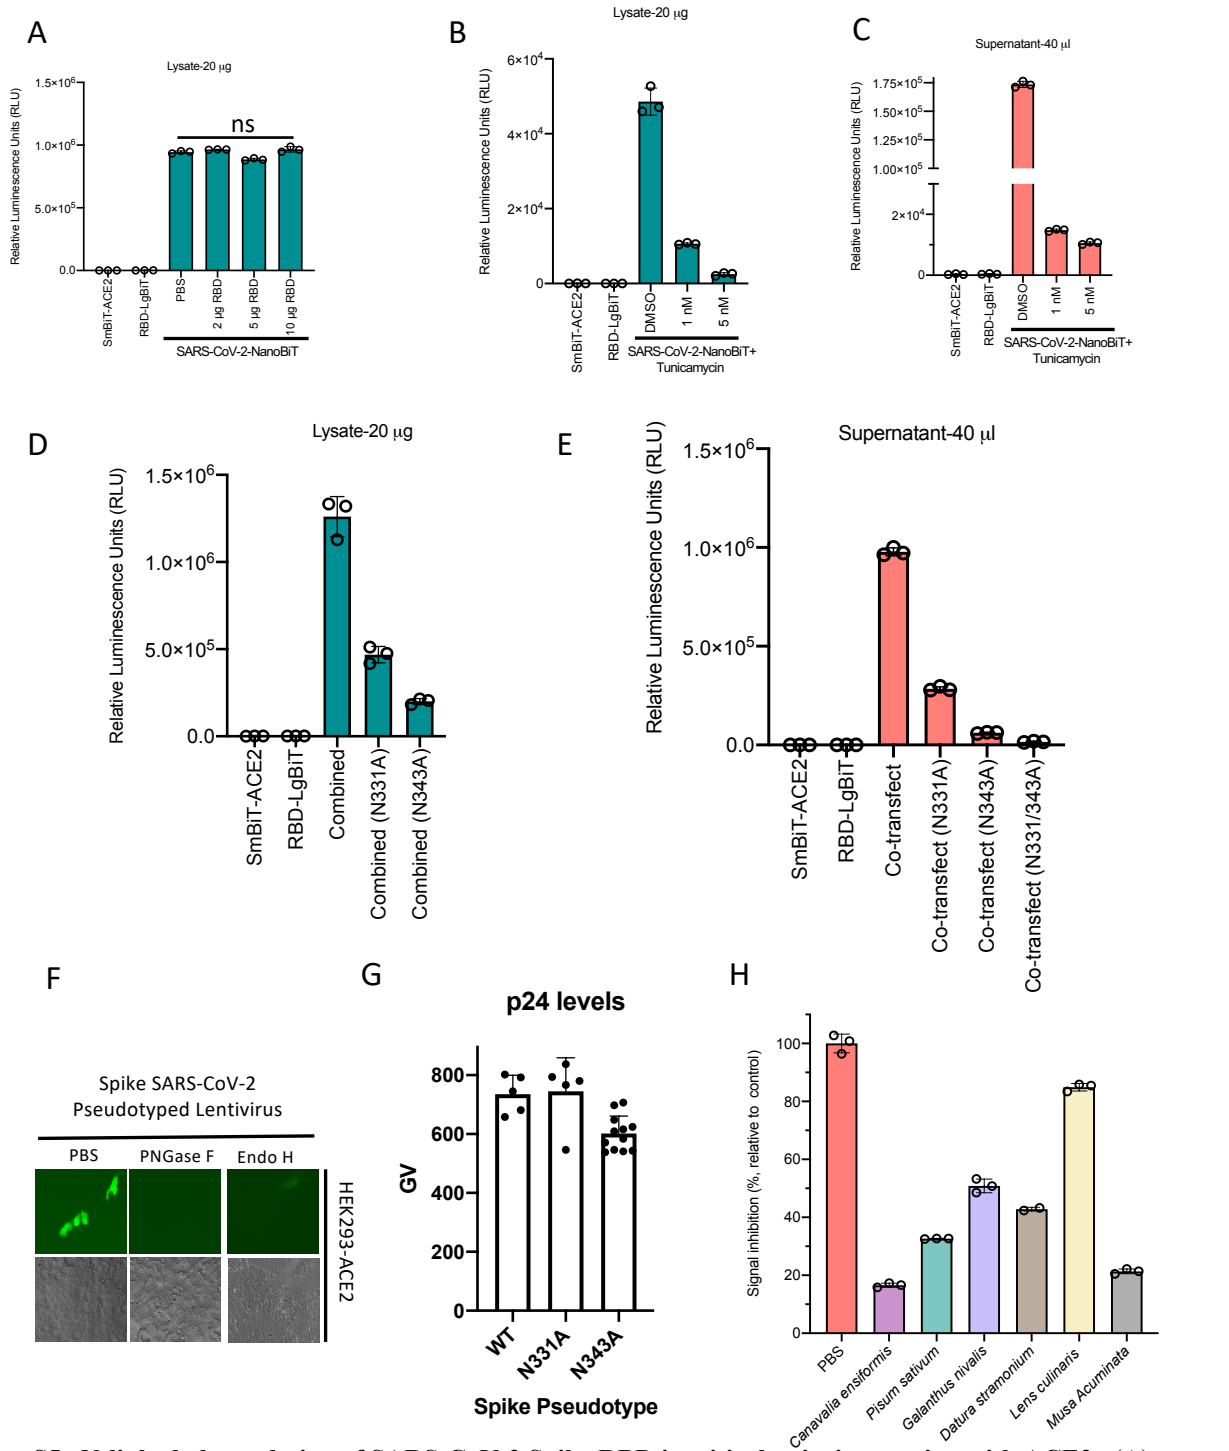 A
Lysate-20 μg
Relative Luminescence Units (RLU)
1.5×10⁶
1.0×10⁶
5.0×10⁵
0.0
ns
SmBiT-ACE2
RBD-LgBiT
PBS
2 μg RBD
5 μg RBD
10 μg RBD
SARS-CoV-2-NanoBiT
B
Lysate-20 μg
Relative Luminescence Units (RLU)
6×10⁴
4×10⁴
2×10⁴
0
SmBiT-ACE2
RBD-LgBiT
DMSO
1 nM
5 nM
SARS-CoV-2-NanoBiT+
Tunicamycin
C
Supernatant-40 μl
Relative Luminescence Units (RLU)
1.75×10⁵
1.50×10⁵
1.25×10⁵
1.00×10⁵
2×10⁴
0
SmBiT-ACE2
RBD-LgBiT
DMSO
1 nM
5 nM
SARS-CoV-2-NanoBiT+
Tunicamycin
D
Lysate-20 μg
Relative Luminescence Units (RLU)
1.5×10⁶
1.0×10⁶
5.0×10⁵
0.0
SmBiT-ACE2
RBD-LgBiT
Combined
Combined (N331A)
Combined (N343A)
E
Supernatant-40 μl
Relative Luminescence Units (RLU)
1.5×10⁶
1.0×10⁶
5.0×10⁵
0.0
SmBiT-ACE2
RBD-LgBiT
Co-transfect
Co-transfect (N331A)
Co-transfect (N343A)
Co-transfect (N331/343A)
F
Spike SARS-CoV-2
Pseudotyped Lentivirus
PBS PNGase F Endo H
HEK293-ACE2
G
p24 levels
GV
800
600
400
200
0
WT
N331A
N343A
Spike Pseudotype
H
Signal inhibition (%, relative to control)
100
80
60
40
20
0
PBS
Canavalia ensiformis
Pisum sativum
Galanthus nivalis
Datura stramonium
Lens culinaris
Musa Acuminata